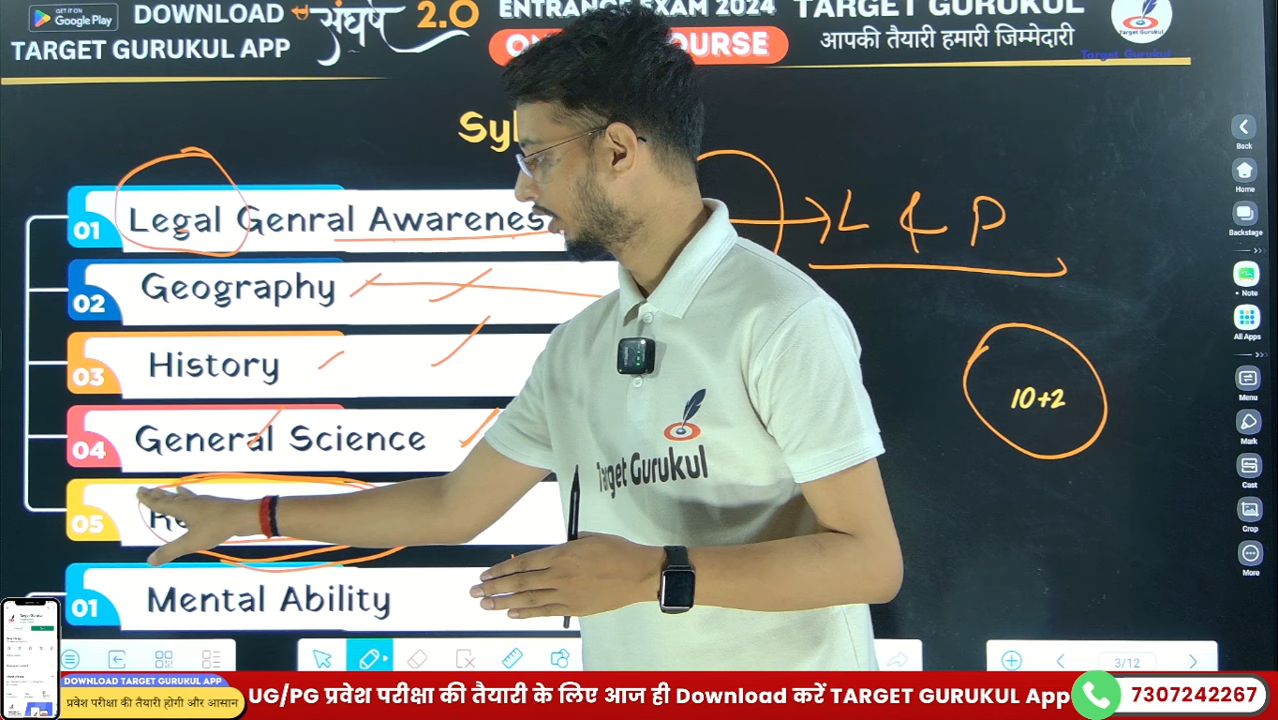 GET IT ON
Google Play
DOWNLOAD
TARGET GURUKUL APP
संघर्ष 2.0
ENTRANCE EXAM 2024
TARGET GURUKUL
आपकी तैयारी हमारी जिम्मेदारी
Target Gurukul
Target Gurukul
01 Legal Genral Awarenes
L & P
02 Geography
03 History
10+2
04 General Science
05
01 Mental Ability
Target Gurukul
Back
Home
Backstage
Note
All Apps
Menu
Mark
Cast
Crop
More
3/12
DOWNLOAD TARGET GURUKUL APP
प्रवेश परीक्षा की तैयारी होगी और आसान
UG/PG प्रवेश परीक्षा की तैयारी के लिए आज ही Download करें TARGET GURUKUL App
7307242267